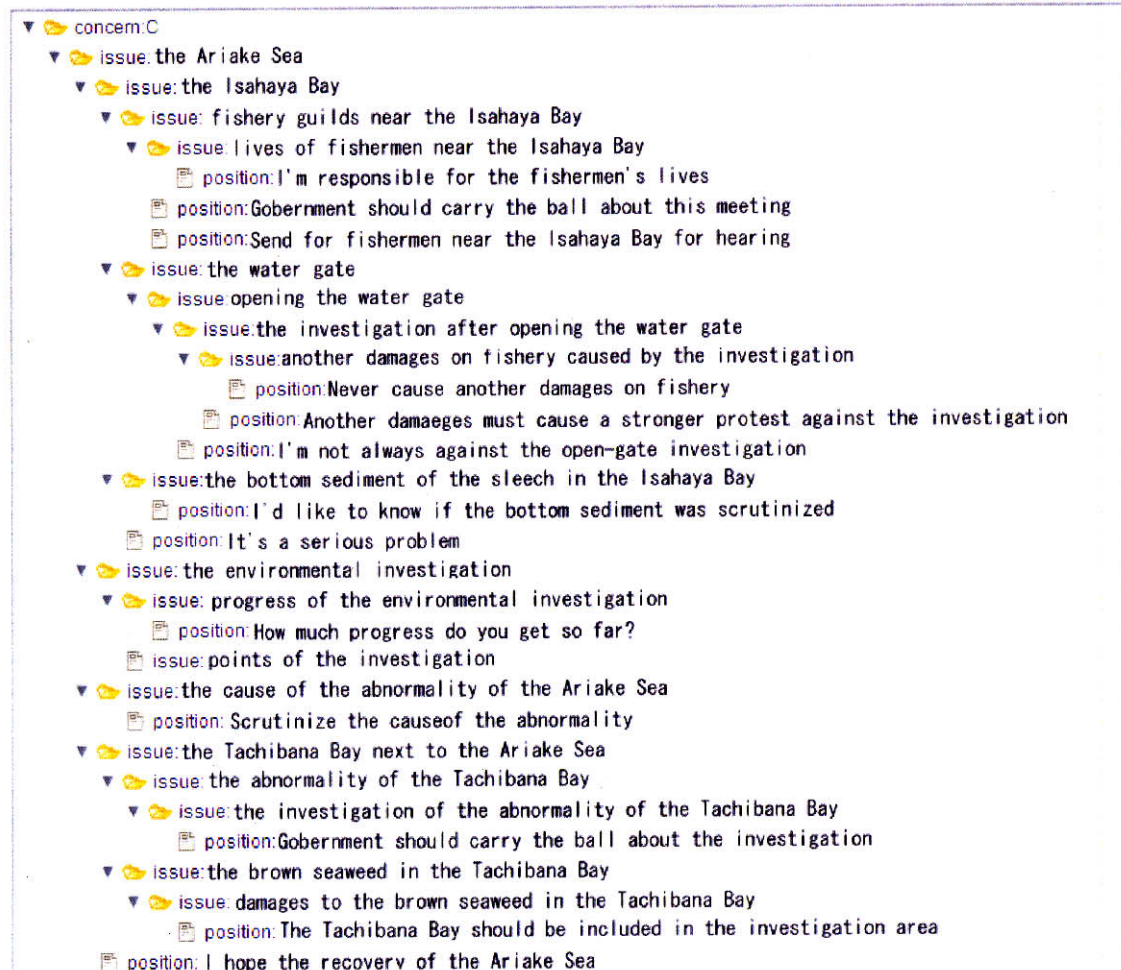 concern:C
issue: the Ariake Sea
issue: the Isahaya Bay
issue: fishery guilds near the Isahaya Bay
issue: lives of fishermen near the Isahaya Bay
position: I'm responsible for the fishermen's lives
position: Gobernment should carry the ball about this meeting
position: Send for fishermen near the Isahaya Bay for hearing
issue: the water gate
issue: opening the water gate
issue: the investigation after opening the water gate
issue: another damages on fishery caused by the investigation
position: Never cause another damages on fishery
position: Another damaeges must cause a stronger protest against the investigation
position: I'm not always against the open-gate investigation
issue: the bottom sediment of the sleech in the Isahaya Bay
position: I'd like to know if the bottom sediment was scrutinized
position: It's a serious problem
issue: the environmental investigation
issue: progress of the environmental investigation
position: How much progress do you get so far?
issue: points of the investigation
issue: the cause of the abnormality of the Ariake Sea
position: Scrutinize the causeof the abnormality
issue: the Tachibana Bay next to the Ariake Sea
issue: the abnormality of the Tachibana Bay
issue: the investigation of the abnormality of the Tachibana Bay
position: Gobernment should carry the ball about the investigation
issue: the brown seaweed in the Tachibana Bay
issue: damages to the brown seaweed in the Tachibana Bay
position: The Tachibana Bay should be included in the investigation area
position: I hope the recovery of the Ariake Sea